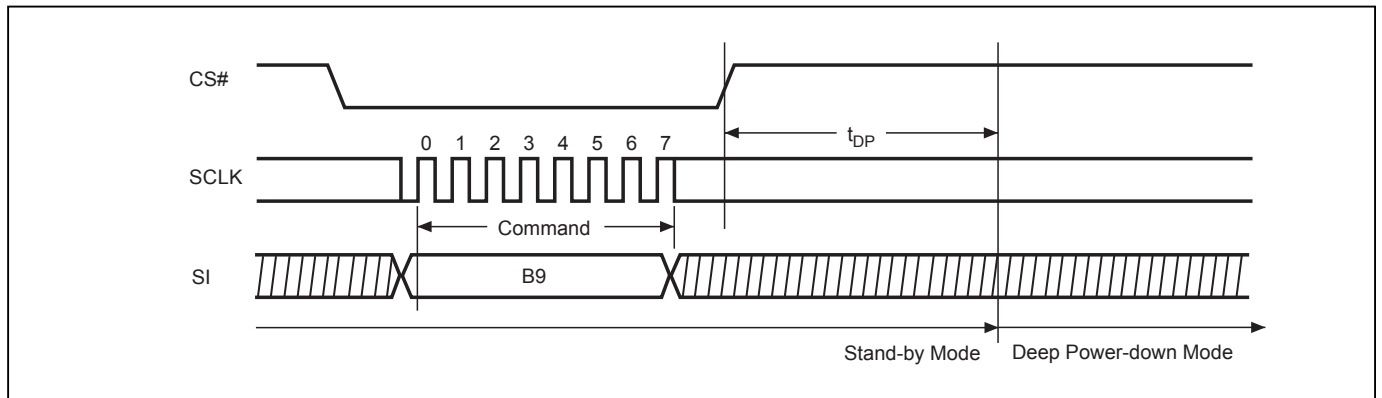 CS#
t_DP
0 1 2 3 4 5 6 7
SCLK
Command
SI
B9
Stand-by Mode
Deep Power-down Mode